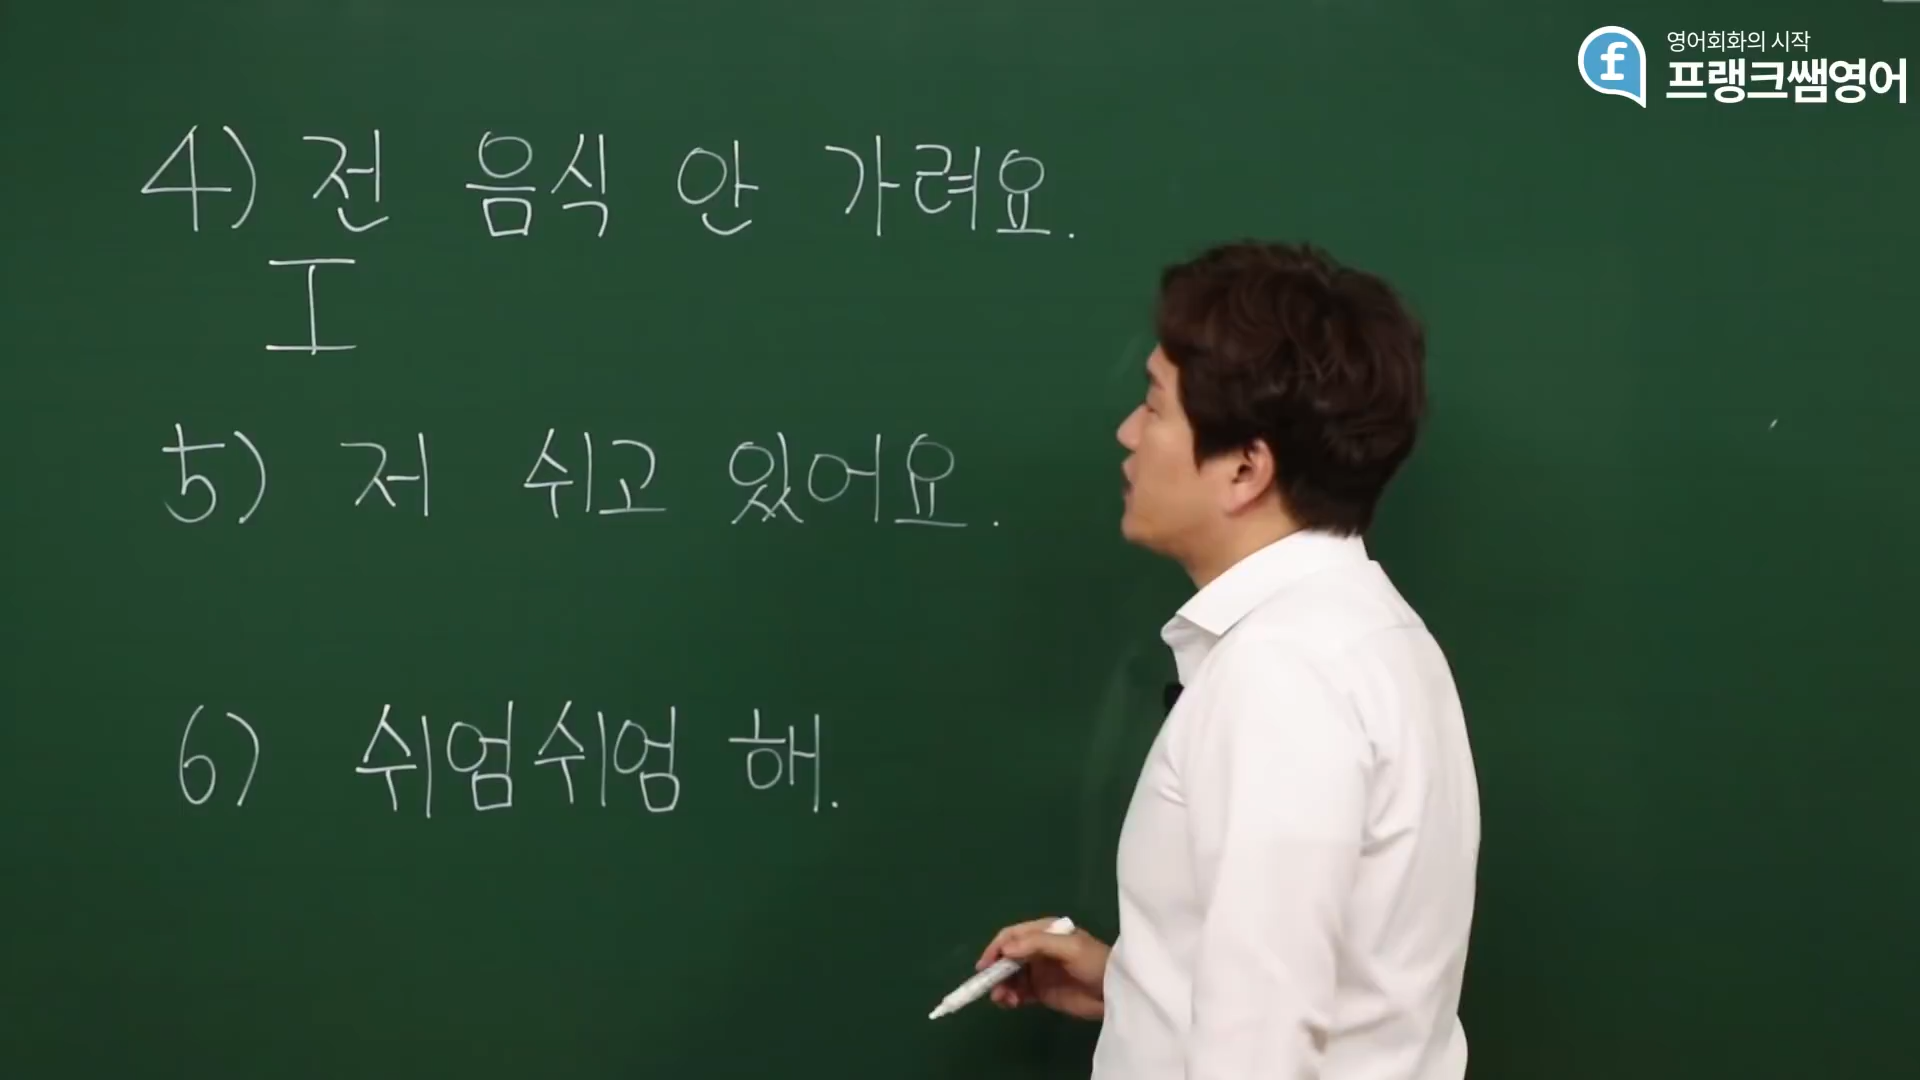 영어회화의 시작
f 프랭크쌤영어
4) 전 음식 안 가려요.
I
5) 저 쉬고 있어요.
6) 쉬엄쉬엄 해.